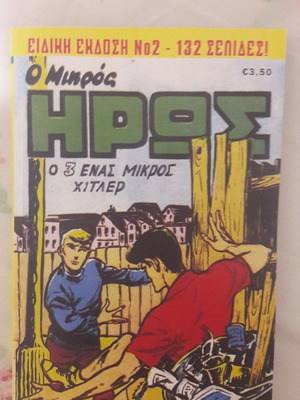 ΕΙΔΙΚΗ ΕΚΔΟΣΗ Νο2 - 132 ΣΕΛΙΔΕΣ!
Ὁ Μικρός
€3,50
ΗΡΩΣ
Ο 3 ΕΝΑΣ ΜΙΚΡΟΣ
ΧΙΤΛΕΡ